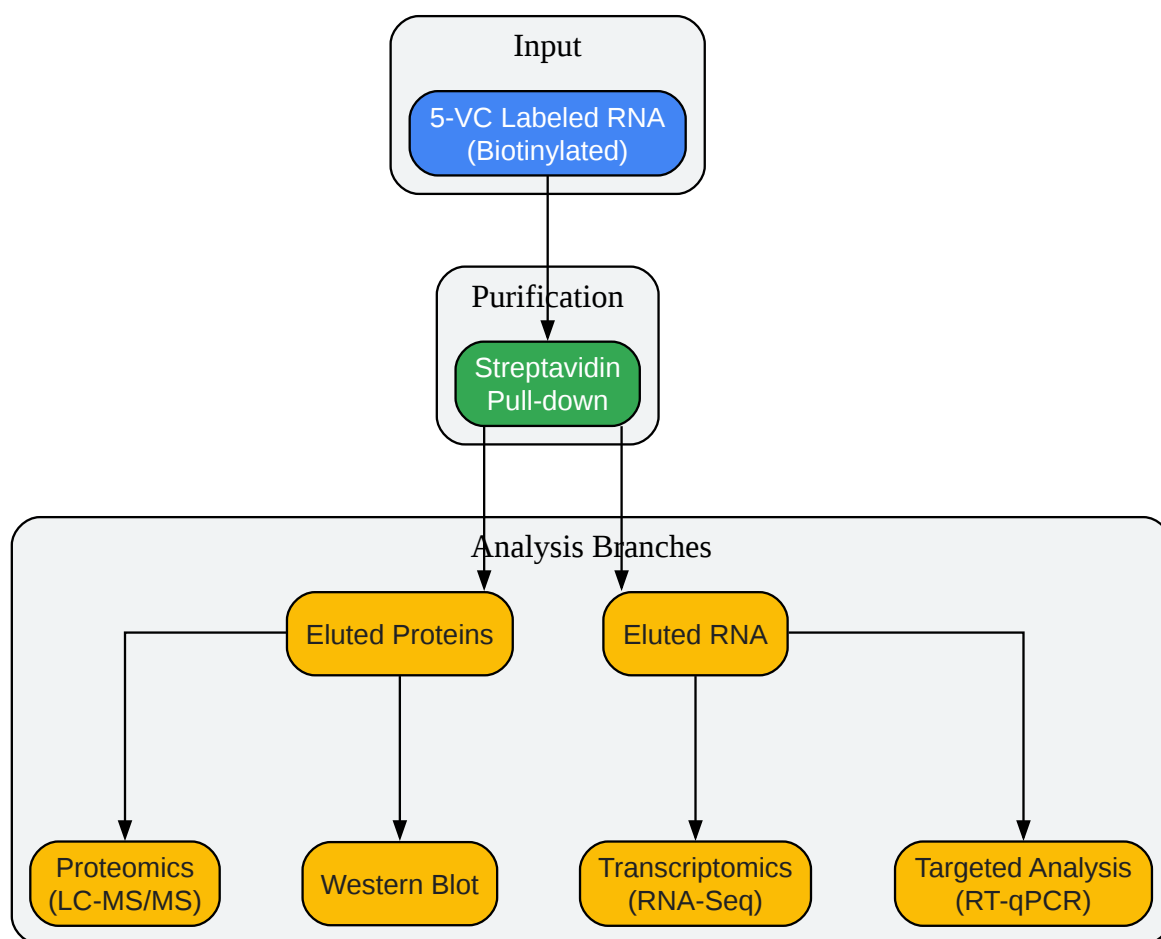 Input
5-VC Labeled RNA
(Biotinylated)
Purification
Streptavidin
Pull-down
Analysis Branches
Eluted Proteins
Eluted RNA
Proteomics
(LC-MS/MS)
Western Blot
Transcriptomics
(RNA-Seq)
Targeted Analysis
(RT-qPCR)